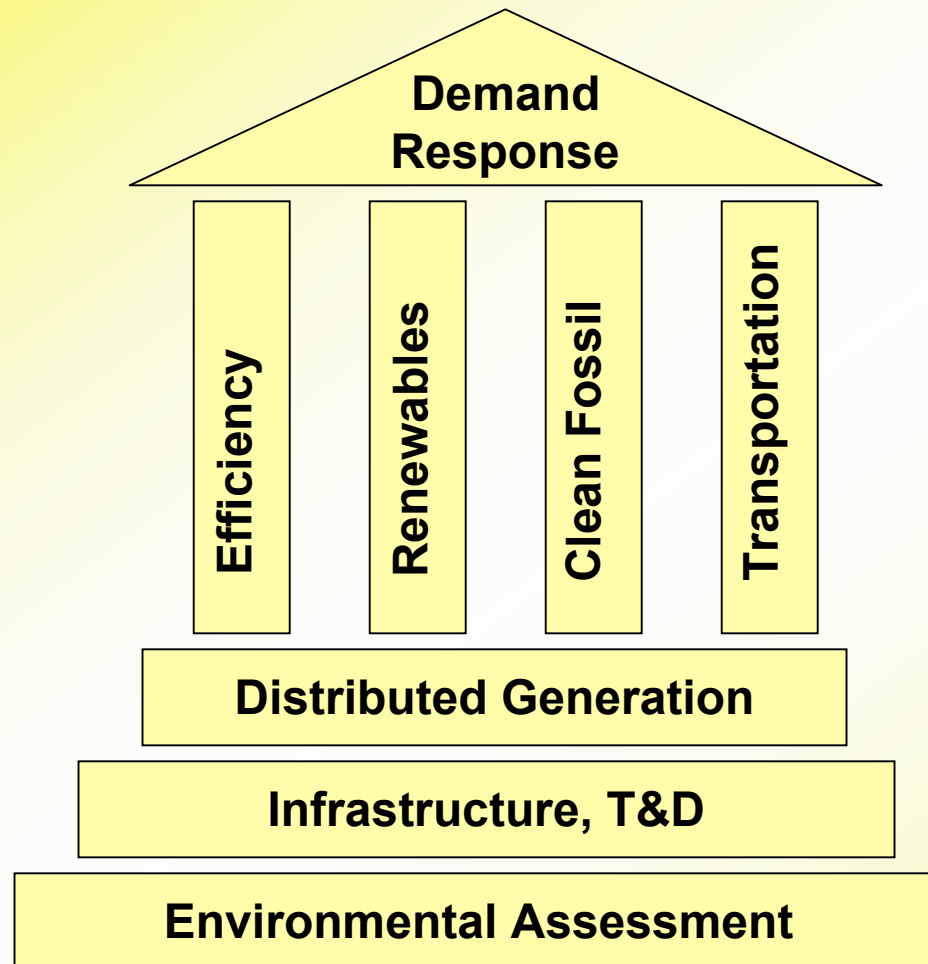 Demand
Response
Efficiency
Renewables
Clean Fossil
Transportation
Distributed Generation
Infrastructure, T&D
Environmental Assessment